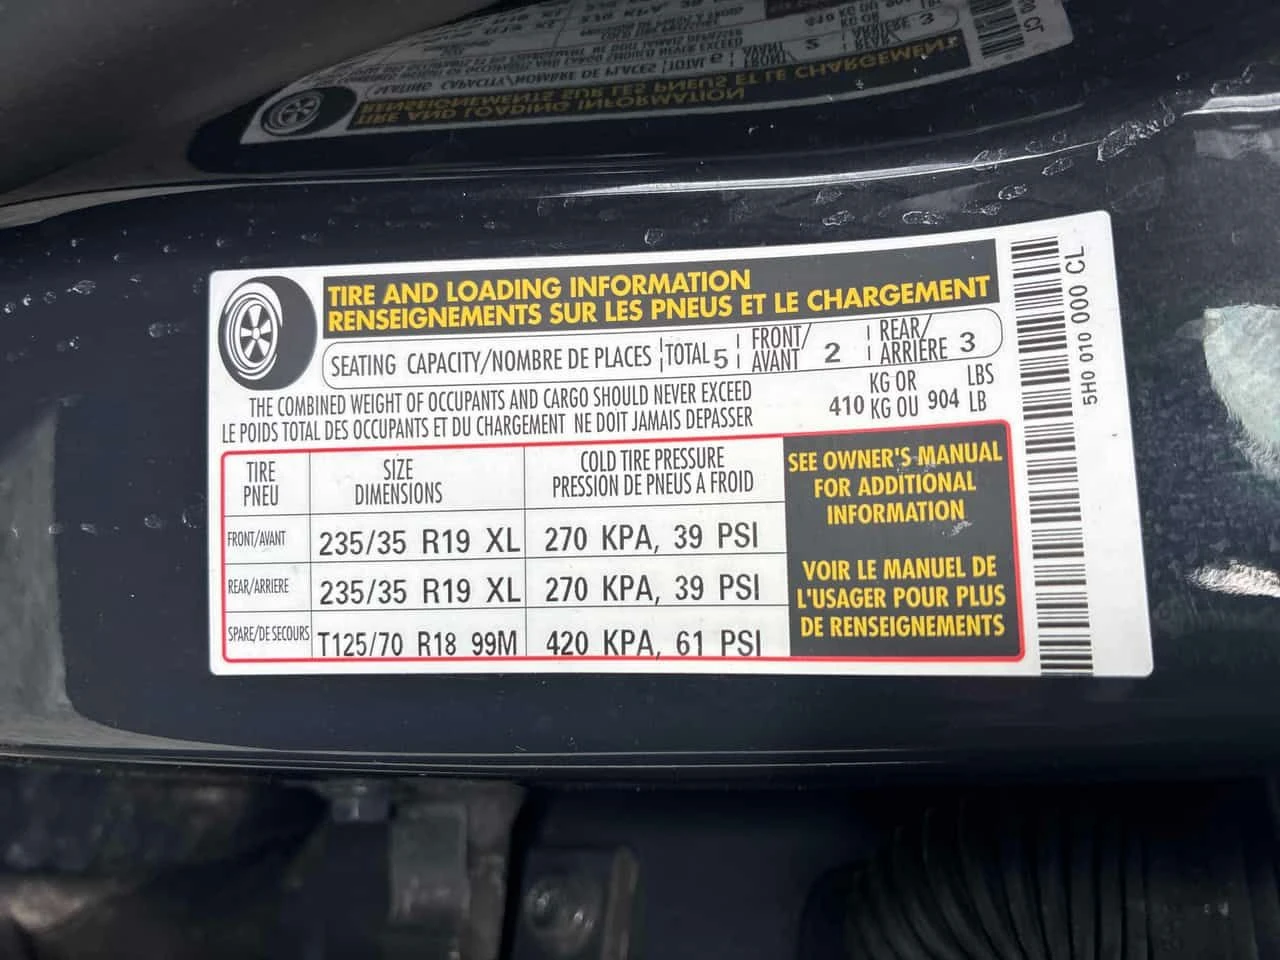 TIRE AND LOADING INFORMATION
RENSEIGNEMENTS SUR LES PNEUS ET LE CHARGEMENT
SEATING CAPACITY/NOMBRE DE PLACES TOTAL 5 FRONT/AVANT 2 REAR/ARRIÈRE 3
THE COMBINED WEIGHT OF OCCUPANTS AND CARGO SHOULD NEVER EXCEED
LE POIDS TOTAL DES OCCUPANTS ET DU CHARGEMENT NE DOIT JAMAIS DEPASSER
410 KG OR
KG OU 904 LBS
LB
TIRE
PNEU
SIZE
DIMENSIONS
COLD TIRE PRESSURE
PRESSION DE PNEUS A FROID
FRONT/AVANT 235/35 R19 XL 270 KPA, 39 PSI
REAR/ARRIERE 235/35 R19 XL 270 KPA, 39 PSI
SPARE/DE SECOURS T125/70 R18 99M 420 KPA, 61 PSI
SEE OWNER'S MANUAL
FOR ADDITIONAL
INFORMATION
VOIR LE MANUEL DE
L'USAGER POUR PLUS
DE RENSEIGNEMENTS
5H0 010 000 CL